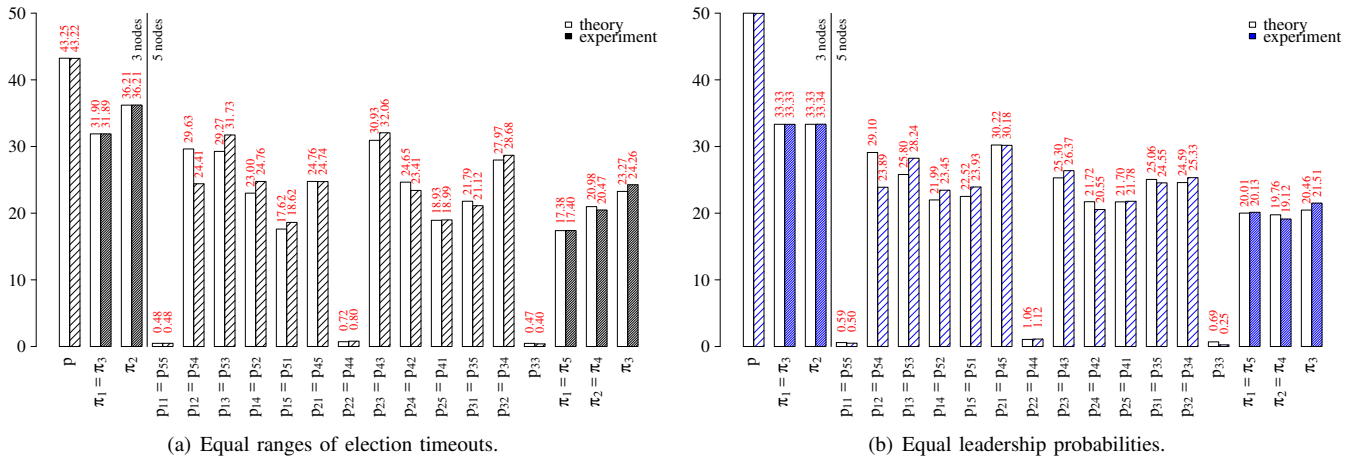 50
40
30
20
10
0
3 nodes
5 nodes
theory
experiment
43.25
43.22
31.90
31.89
36.21
36.21
0.48
0.48
29.63
24.41
29.27
31.73
23.00
24.76
17.62
18.62
24.76
24.74
0.72
0.80
30.93
32.06
24.65
23.41
18.93
18.99
21.79
21.12
27.97
28.68
0.47
0.40
17.38
17.40
20.98
20.47
23.27
24.26
p
π1 = π3
π2
p11 = p55
p12 = p54
p13 = p53
p14 = p52
p15 = p51
p21 = p45
p22 = p44
p23 = p43
p24 = p42
p25 = p41
p31 = p35
p32 = p34
p33
π1 = π5
π2 = π4
π3
(a) Equal ranges of election timeouts.
50
40
30
20
10
0
3 nodes
5 nodes
theory
experiment
33.33
33.33
33.33
33.34
0.59
0.50
29.10
23.89
25.80
28.24
21.99
23.45
22.52
23.93
30.22
30.18
1.06
1.12
25.30
26.37
21.72
20.55
21.70
21.78
25.06
24.55
24.59
25.33
0.69
0.25
20.01
20.13
19.76
19.12
20.46
21.51
p
π1 = π3
π2
p11 = p55
p12 = p54
p13 = p53
p14 = p52
p15 = p51
p21 = p45
p22 = p44
p23 = p43
p24 = p42
p25 = p41
p31 = p35
p32 = p34
p33
π1 = π5
π2 = π4
π3
(b) Equal leadership probabilities.